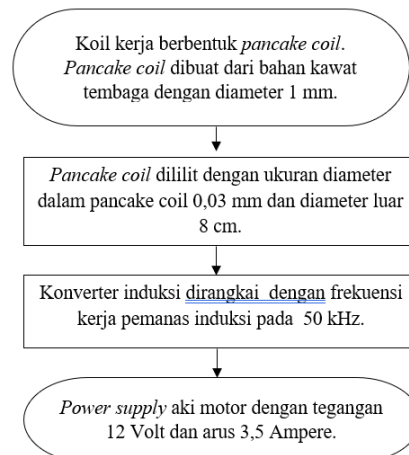 Koil kerja berbentuk pancake coil.
Pancake coil dibuat dari bahan kawat
tembaga dengan diameter 1 mm.
Pancake coil dililit dengan ukuran diameter
dalam pancake coil 0,03 mm dan diameter luar
8 cm.
Konverter induksi dirangkai dengan frekuensi
kerja pemanas induksi pada 50 kHz.
Power supply aki motor dengan tegangan
12 Volt dan arus 3,5 Ampere.